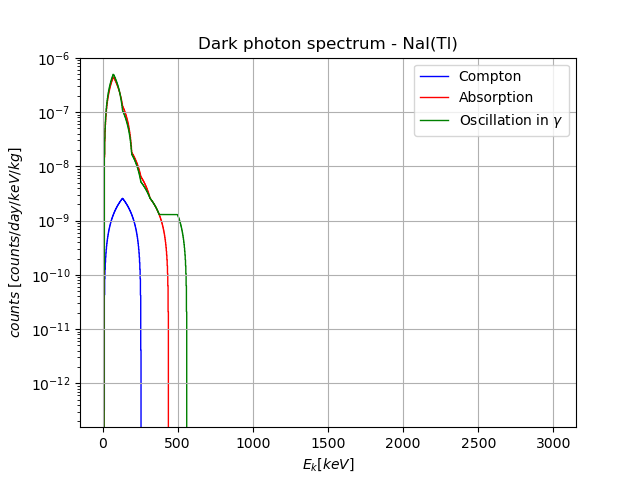 Dark photon spectrum - NaI(Tl)
Compton
Absorption
Oscillation in γ
counts [counts/day/keV/kg]
10⁻⁶
10⁻⁷
10⁻⁸
10⁻⁹
10⁻¹⁰
10⁻¹¹
10⁻¹²
0 500 1000 1500 2000 2500 3000
E_k[keV]